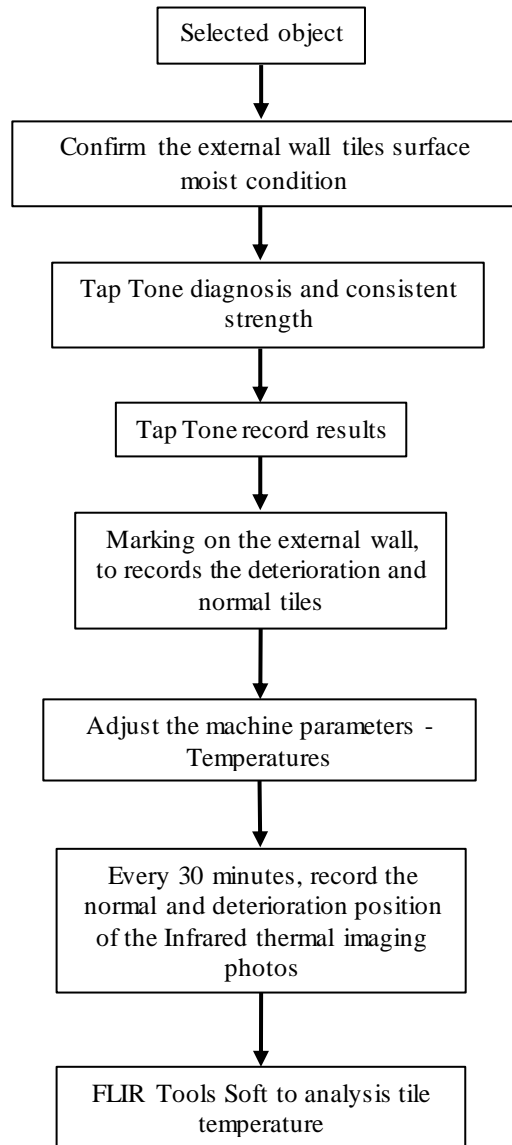 Selected object
Confirm the external wall tiles surface
moist condition
Tap Tone diagnosis and consistent
strength
Tap Tone record results
Marking on the external wall,
to records the deterioration and
normal tiles
Adjust the machine parameters -
Temperatures
Every 30 minutes, record the
normal and deterioration position
of the Infrared thermal imaging
photos
FLIR Tools Soft to analysis tile
temperature